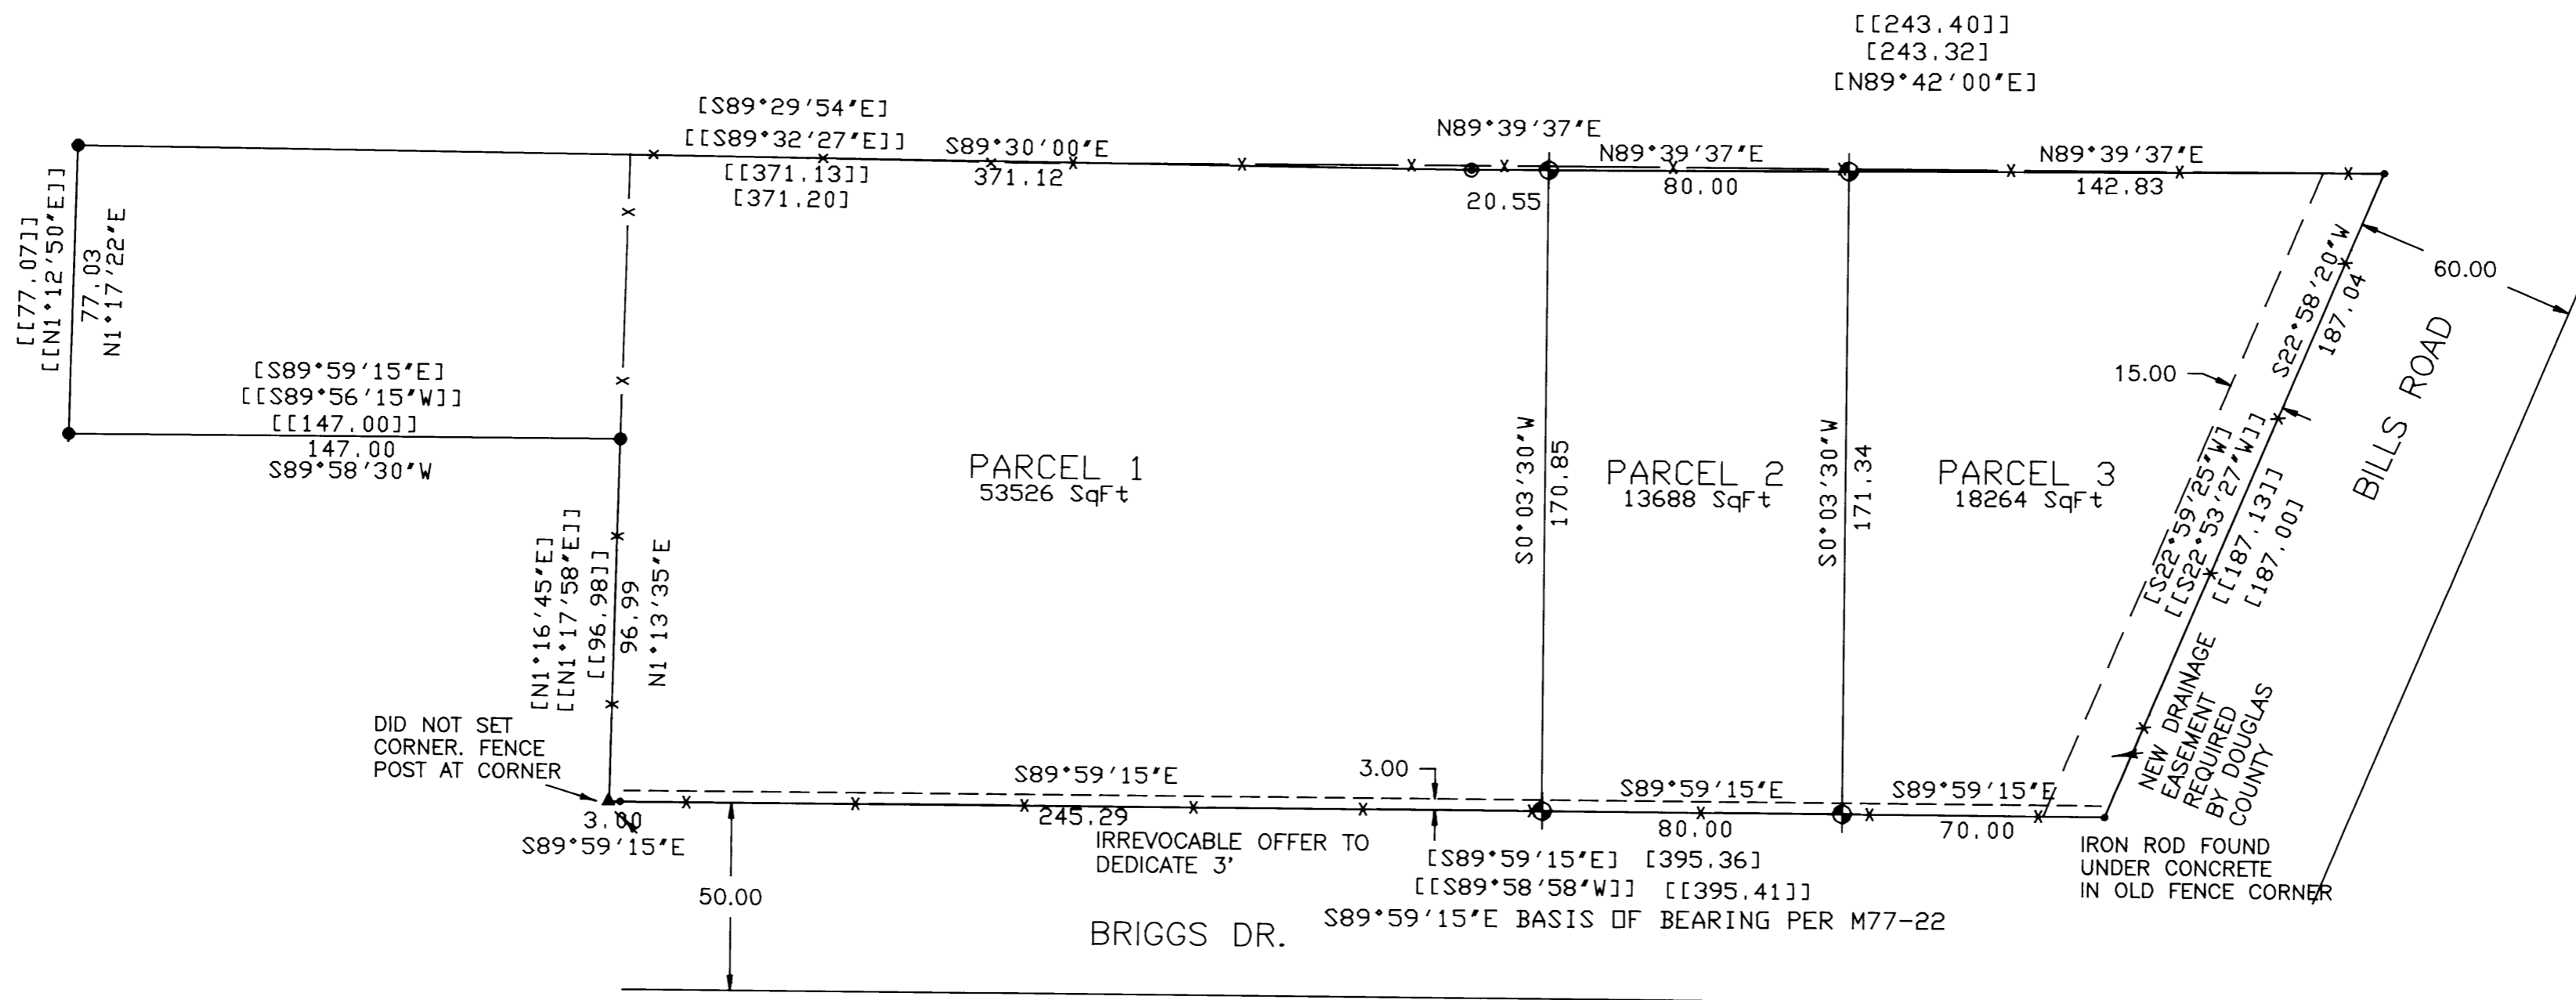 [[243.40]]
[243.32]
[N89°42'00"E]
[S89°29'54"E]
[[S89°32'27"E]]
S89°30'00"E
[[371.13]]
371.12
[371.20]
N89°39'37"E
20.55
N89°39'37"E
80.00
N89°39'37"E
142.83
[[77.07]]
[[N1°12'50"E]]
77.03
N1°17'22"E
[S89°59'15"E]
[[S89°56'15"W]]
[[147.00]]
147.00
S89°58'30"W
[N1°16'45"E]
[[N1°17'58"E]]
[[96.98]]
96.99
N1°13'35"E
PARCEL 1
53526 SqFt
S0°03'30"W
170.85
PARCEL 2
13688 SqFt
S0°03'30"W
171.34
PARCEL 3
18264 SqFt
15.00
S22°58'20"W
187.04
[S22°59'25"W]
[[S22°53'27"W]]
[[187.13]]
[187.00]
60.00
BILLS ROAD
NEW DRAINAGE
EASEMENT
REQUIRED
BY DOUGLAS
COUNTY
DID NOT SET
CORNER. FENCE
POST AT CORNER
3.00
S89°59'15"E
S89°59'15"E
245.29
3.00
S89°59'15"E
80.00
S89°59'15"E
70.00
IRREVOCABLE OFFER TO
DEDICATE 3'
[S89°59'15"E] [395.36]
[[S89°58'58"W]] [[395.41]]
S89°59'15"E BASIS OF BEARING PER M77-22
IRON ROD FOUND
UNDER CONCRETE
IN OLD FENCE CORNER
50.00
BRIGGS DR.